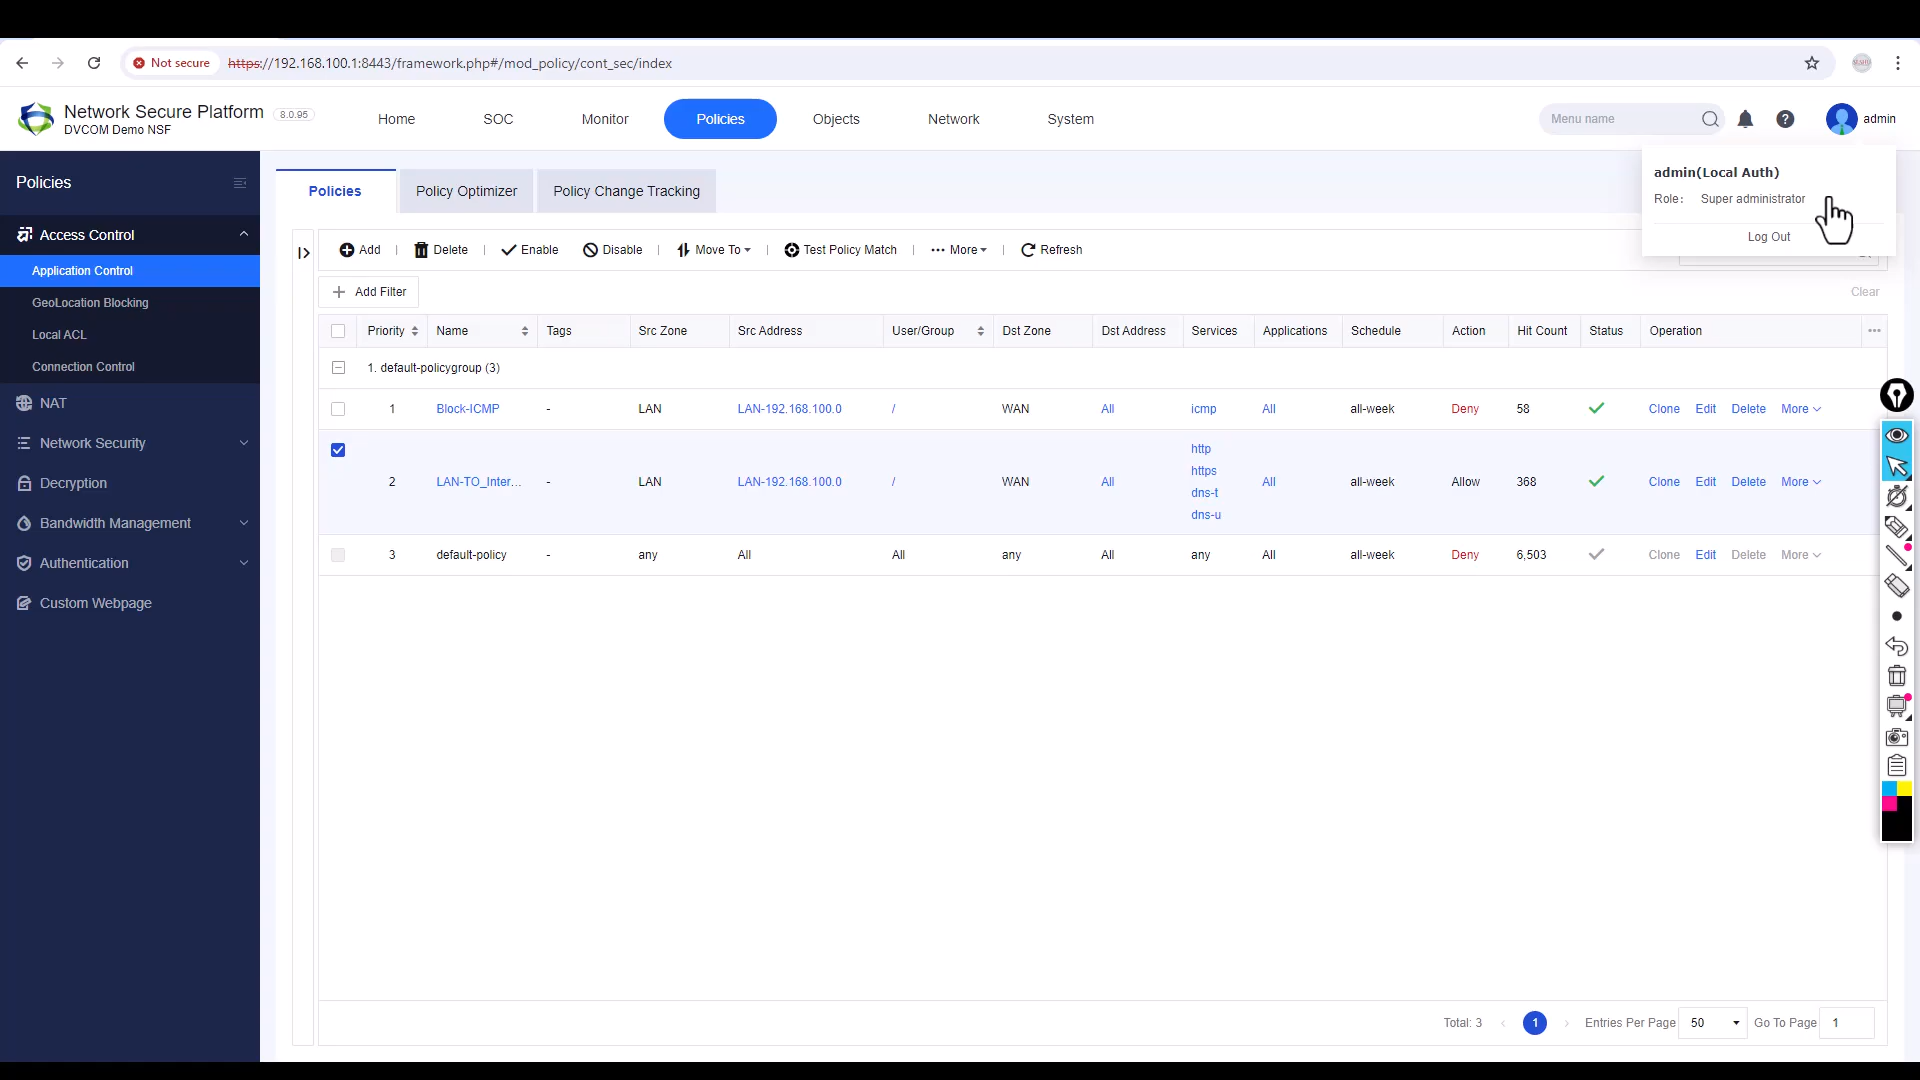 Not secure https://192.168.100.1:8443/framework.php#/mod_policy/cont_sec/index
Network Secure Platform 8.0.95
DVCOM Demo NSF
Home SOC Monitor Policies Objects Network System
Menu name
admin
admin(Local Auth)
Role: Super administrator
Log Out
Policies
Access Control
Application Control
GeoLocation Blocking
Local ACL
Connection Control
NAT
Network Security
Decryption
Bandwidth Management
Authentication
Custom Webpage
Policies Policy Optimizer Policy Change Tracking
Add Delete Enable Disable Move To Test Policy Match More Refresh
Add Filter Clear
Priority Name Tags Src Zone Src Address User/Group Dst Zone Dst Address Services Applications Schedule Action Hit Count Status Operation
1. default-policygroup (3)
1 Block-ICMP - LAN LAN-192.168.100.0 / WAN All icmp All all-week Deny 58 Clone Edit Delete More
http
https
2 LAN-TO_Inter... - LAN LAN-192.168.100.0 / WAN All All all-week Allow 368 Clone Edit Delete More
dns-t
dns-u
3 default-policy - any All All any All any All all-week Deny 6,503 Clone Edit Delete More
Total: 3 1 Entries Per Page 50 Go To Page 1